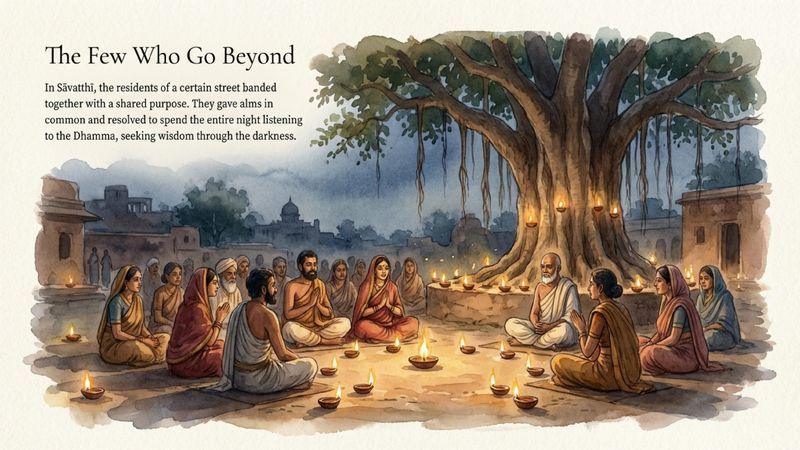 The Few Who Go Beyond
In Sāvatthī, the residents of a certain street banded
together with a shared purpose. They gave alms in
common and resolved to spend the entire night listening
to the Dhamma, seeking wisdom through the darkness.